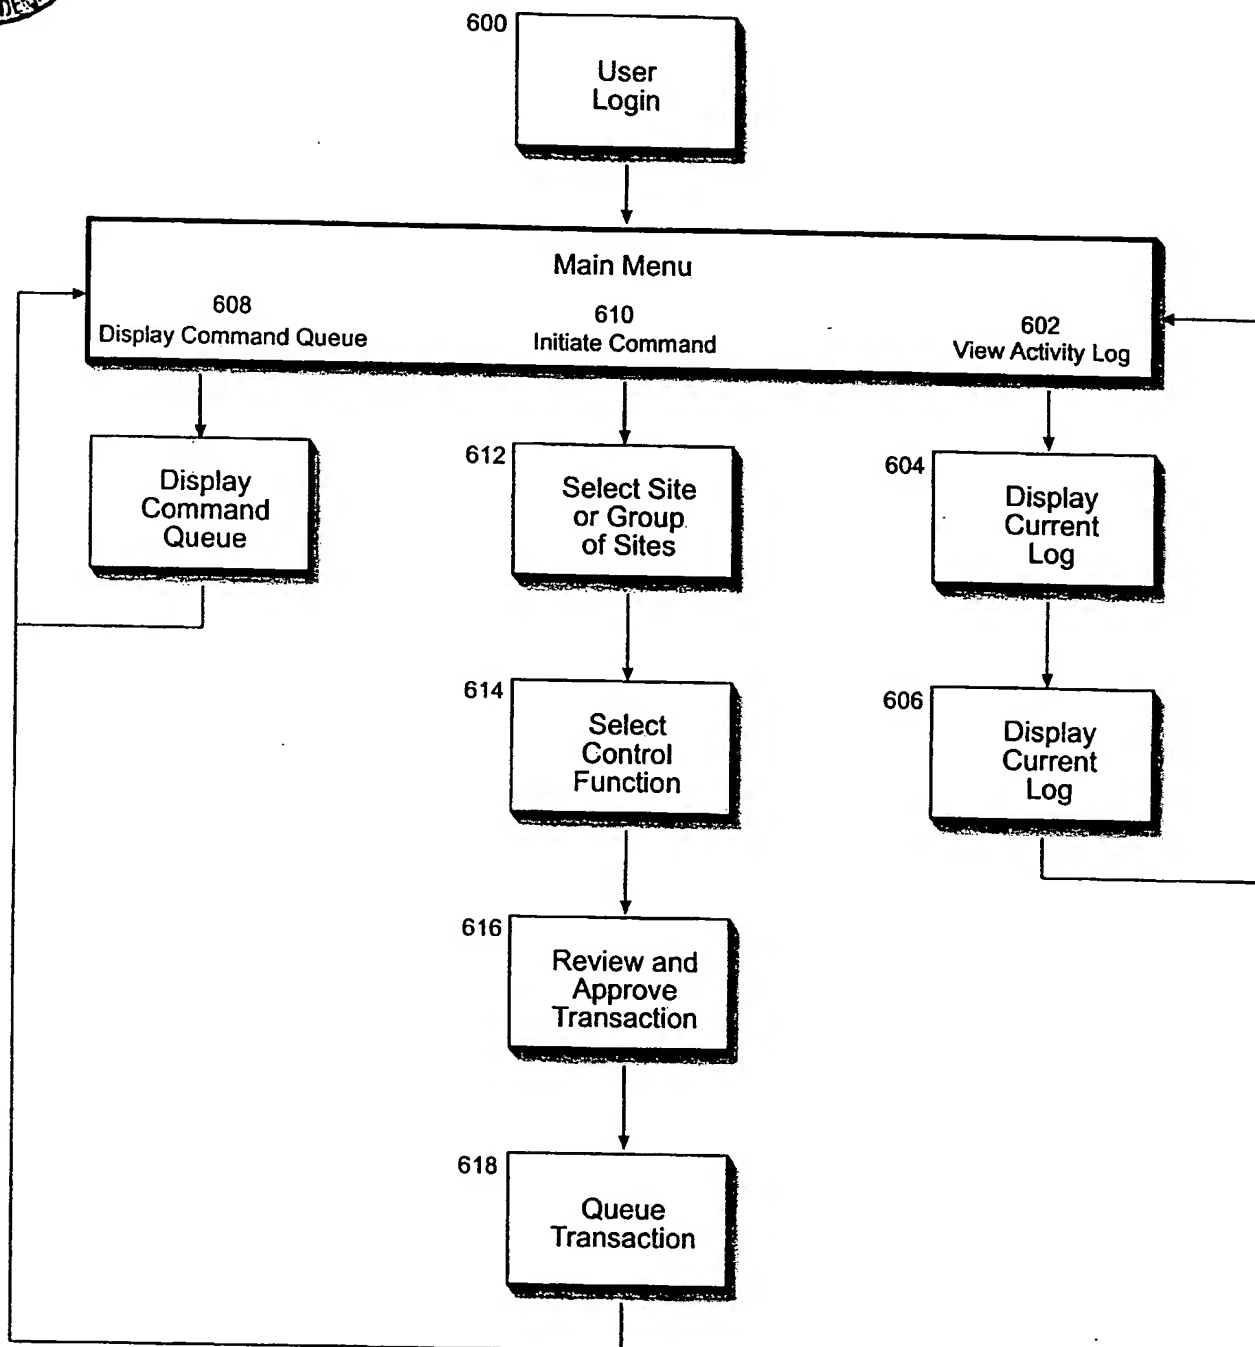 600
User
Login
Main Menu
608
Display Command Queue
610
Initiate Command
602
View Activity Log
Display
Command
Queue
612
Select Site
or Group
of Sites
604
Display
Current
Log
614
Select
Control
Function
606
Display
Current
Log
616
Review and
Approve
Transaction
618
Queue
Transaction